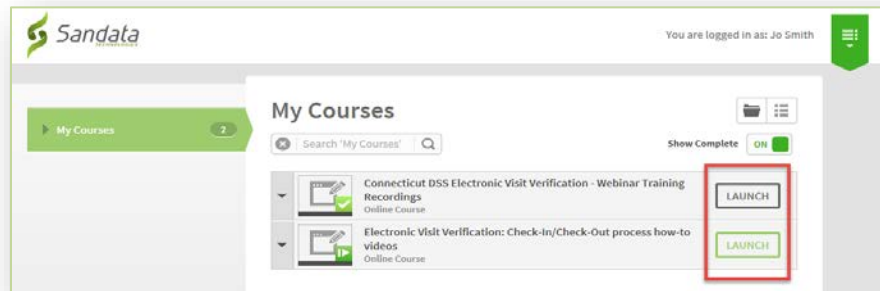 Sandata
TECHNOLOGIES
You are logged in as: Jo Smith
My Courses
2
My Courses
Search 'My Courses'
Show Complete
ON
Connecticut DSS Electronic Visit Verification - Webinar Training
Recordings
Online Course
LAUNCH
Electronic Visit Verification: Check-In/Check-Out process how-to
videos
Online Course
LAUNCH